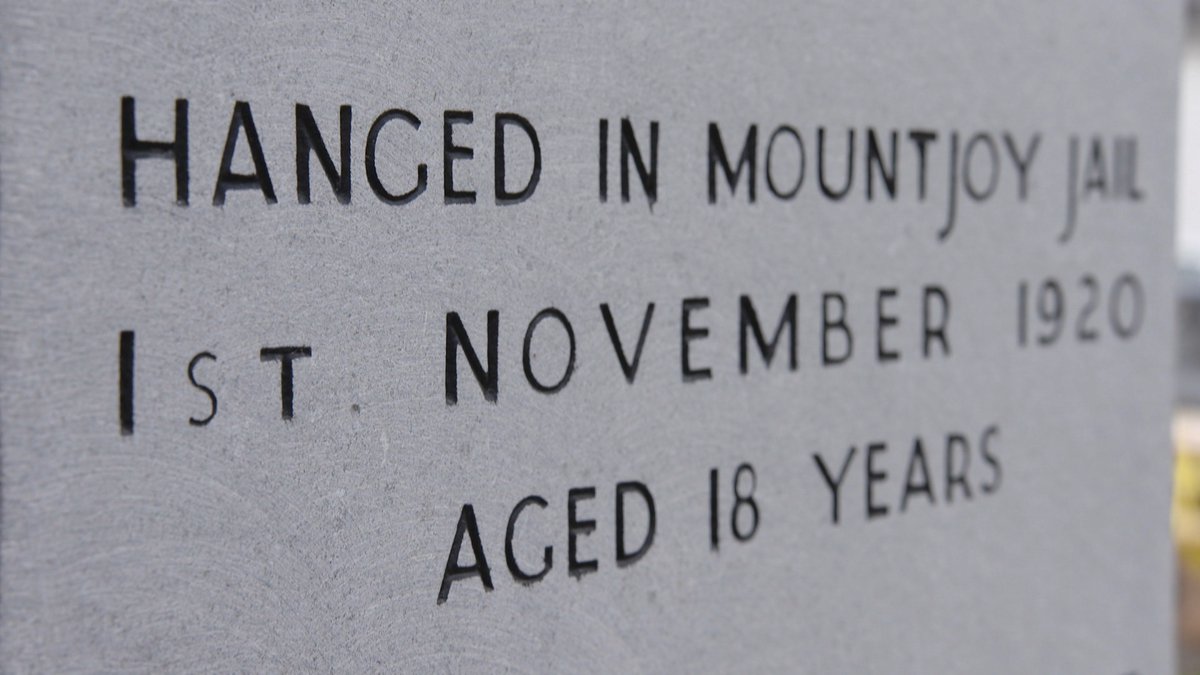 HANGED IN MOUNTJOY JAIL
1ST NOVEMBER 1920
AGED 18 YEARS